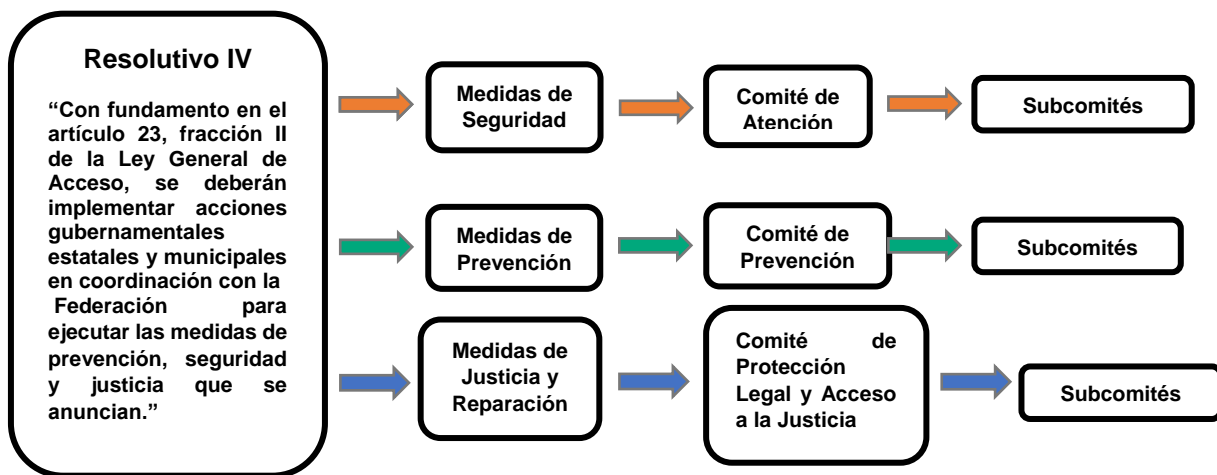 Resolutivo IV
“Con fundamento en el
artículo 23, fracción II
de la Ley General de
Acceso, se deberán
implementar acciones
gubernamentales
estatales y municipales
en coordinación con la
Federación para
ejecutar las medidas de
prevención, seguridad
y justicia que se
anuncian.”
Medidas de
Seguridad
Comité de
Atención
Subcomités
Medidas de
Prevención
Comité de
Prevención
Subcomités
Medidas de
Justicia y
Reparación
Comité de
Protección
Legal y Acceso
a la Justicia
Subcomités